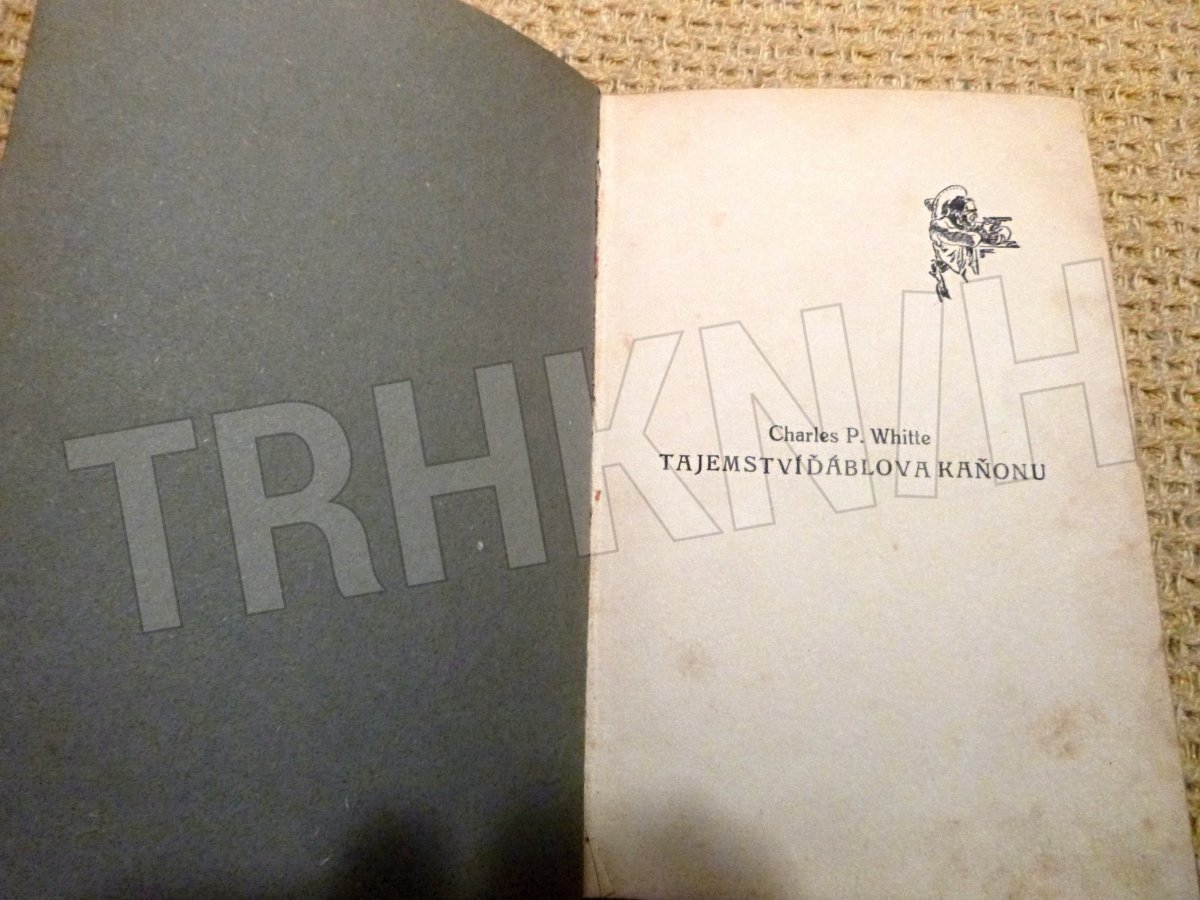 Charles P. Whitte
TAJEMSTVÍĎÁBLOVA KAŇONU
TRHKNIH